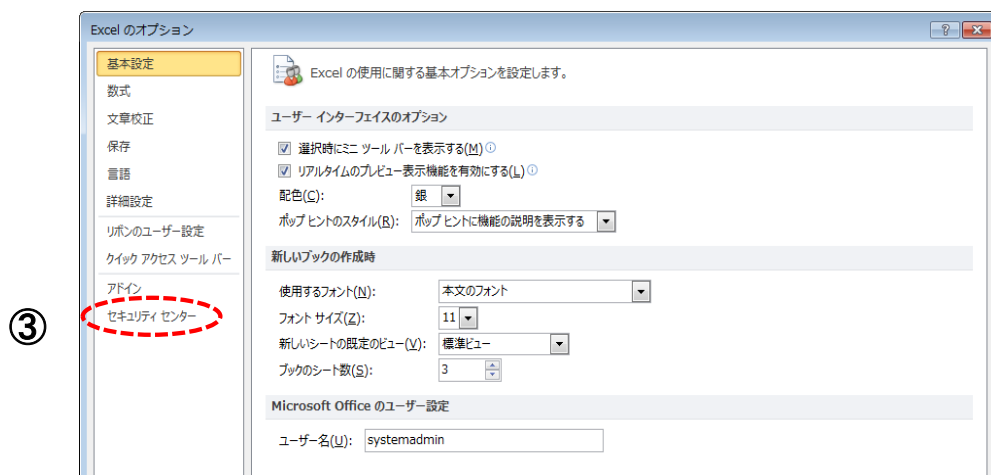 Excel のオプション
基本設定
数式
文章校正
保存
言語
詳細設定
リボンのユーザー設定
クイック アクセス ツール バー
アドイン
③
セキュリティ センター
Excel の使用に関する基本オプションを設定します。
ユーザー インターフェイスのオプション
選択時にミニ ツール バーを表示する(M)
リアルタイムのプレビュー表示機能を有効にする(L)
配色(C): 銀
ポップ ヒントのスタイル(R): ポップ ヒントに機能の説明を表示する
新しいブックの作成時
使用するフォント(N): 本文のフォント
フォント サイズ(Z): 11
新しいシートの既定のビュー(V): 標準ビュー
ブックのシート数(S): 3
Microsoft Office のユーザー設定
ユーザー名(U): systemadmin